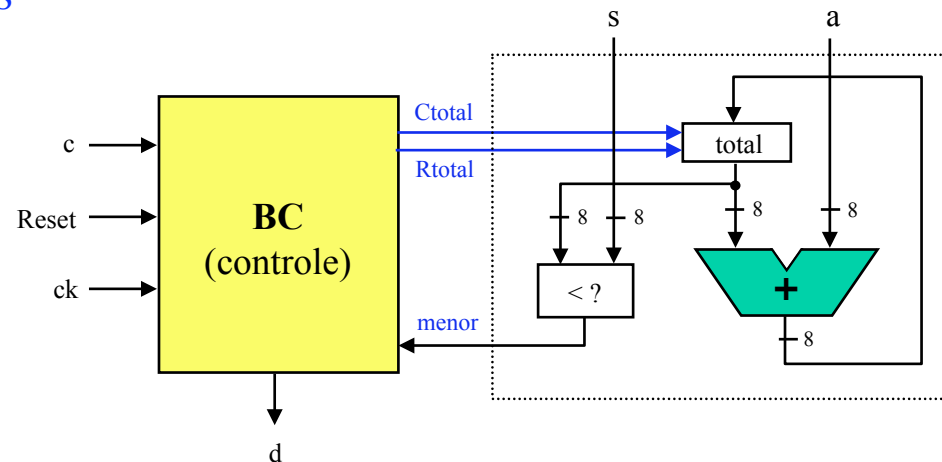 s
a
Ctotal
c
total
Rtotal
8
8
8
8
Reset
BC
(controle)
+
< ?
ck
menor
8
d